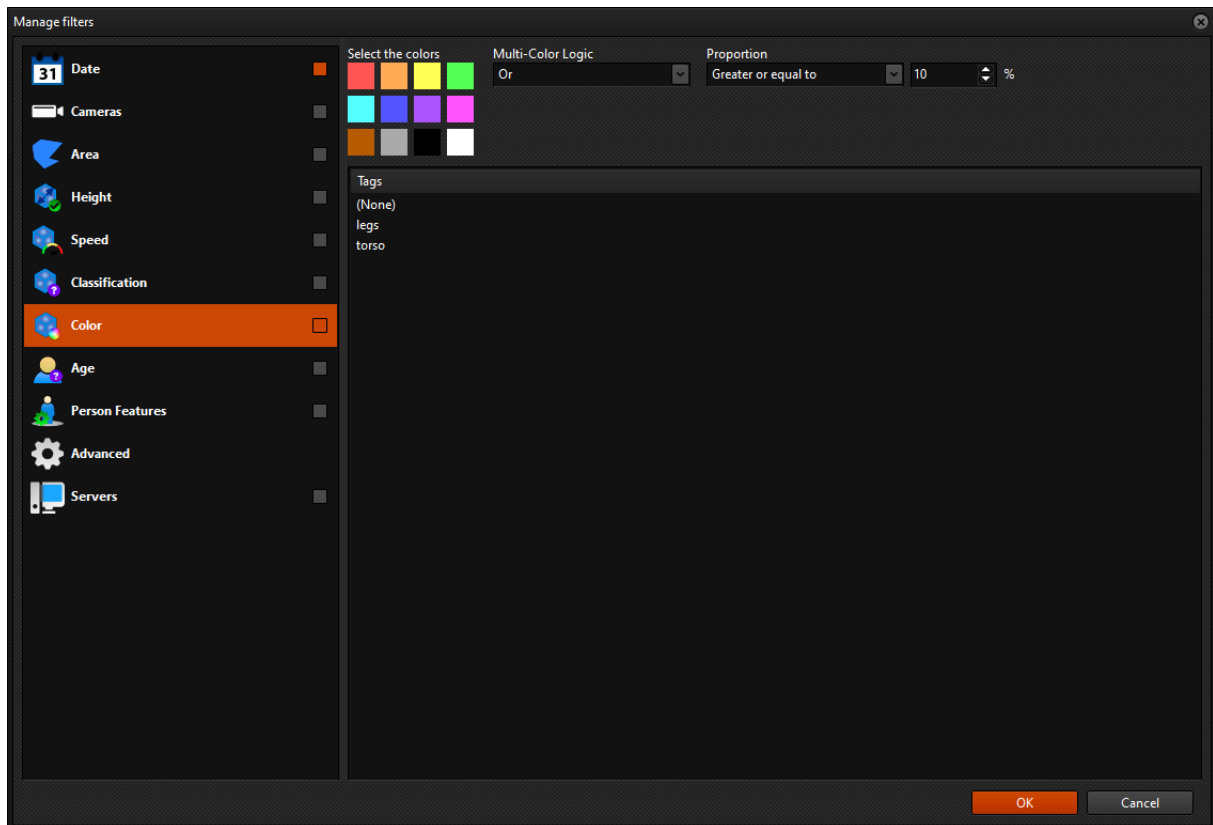 Manage filters
31 Date
Cameras
Area
Height
Speed
? Classification
Color
? Age
Person Features
Advanced
Servers
Select the colors
Multi-Color Logic
Or
Proportion
Greater or equal to 10 %
Tags
(None)
legs
torso
OK Cancel